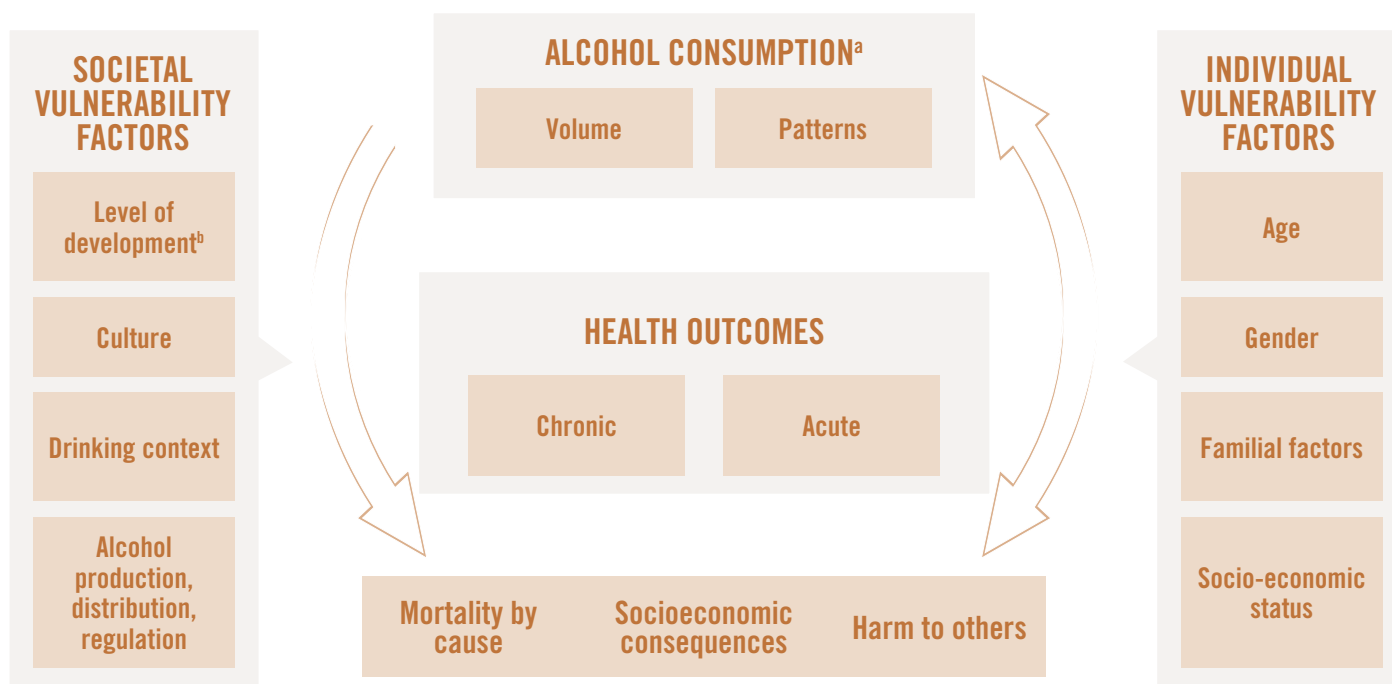 SOCIETAL
VULNERABILITY
FACTORS
Level of
developmentᵇ
Culture
Drinking context
Alcohol
production,
distribution,
regulation
ALCOHOL CONSUMPTIONᵃ
Volume
Patterns
HEALTH OUTCOMES
Chronic
Acute
Mortality by
cause
Socioeconomic
consequences
Harm to others
INDIVIDUAL
VULNERABILITY
FACTORS
Age
Gender
Familial factors
Socio-economic
status